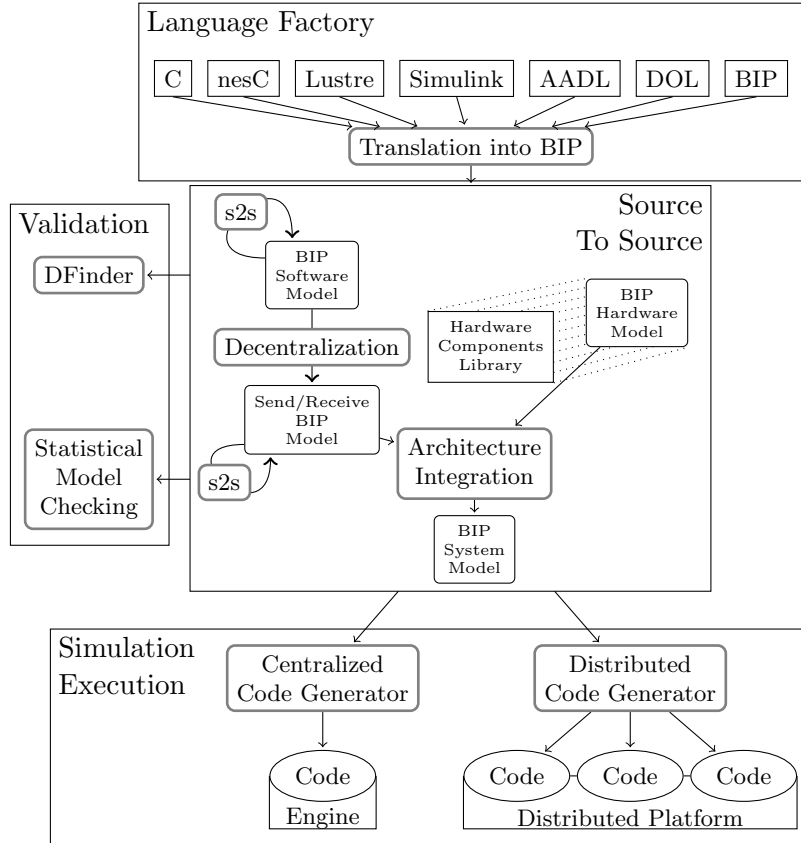 Language Factory
C
nesC
Lustre
Simulink
AADL
DOL
BIP
Translation into BIP
Validation
DFinder
Statistical
Model
Checking
Source
To Source
s2s
BIP
Software
Model
Decentralization
Send/Receive
BIP
Model
s2s
Hardware
Components
Library
BIP
Hardware
Model
Architecture
Integration
BIP
System
Model
Simulation
Execution
Centralized
Code Generator
Code
Engine
Distributed
Code Generator
Code
Code
Code
Distributed Platform